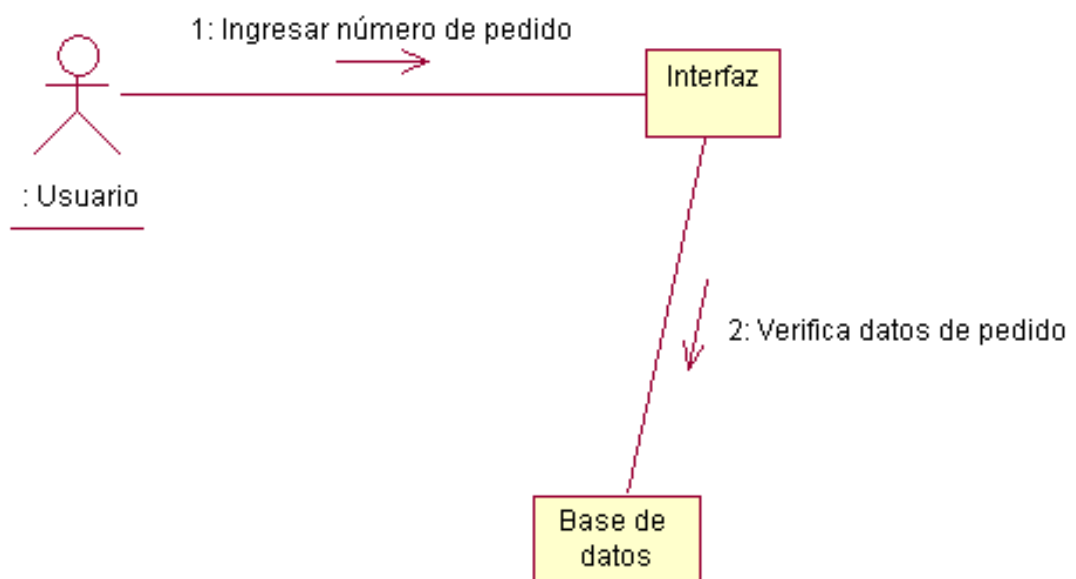 1: Ingresar número de pedido
Interfaz
: Usuario
2: Verifica datos de pedido
Base de
datos